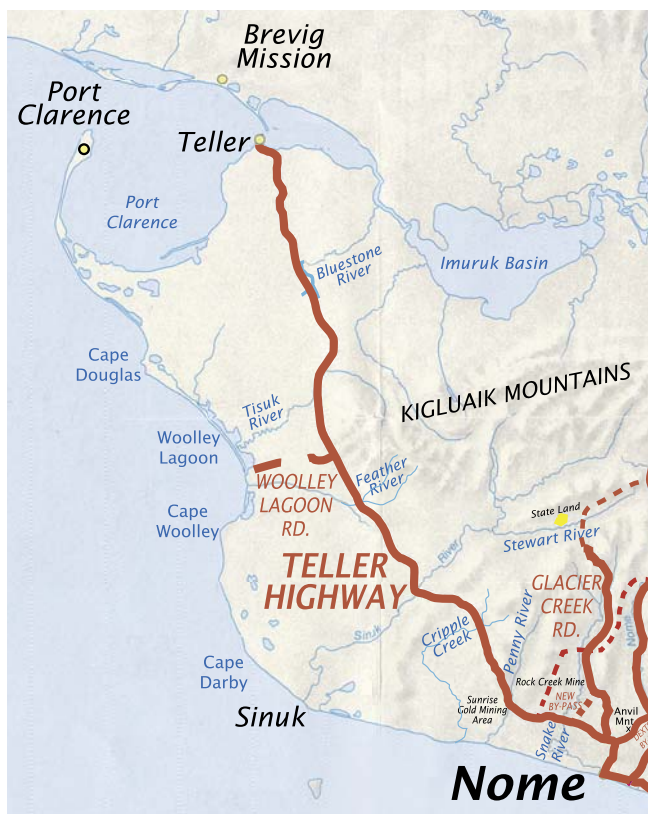 River
Brevig
Mission
Port
Clarence
Teller
Port
Clarence
Bluestone
River
Imuruk Basin
Cape
Douglas
KIGLUAIK MOUNTAINS
Tisuk
River
Woolley
Lagoon
WOOLLEY
LAGOON
RD.
Feather
River
Cape
Woolley
State Land
Stewart River
TELLER
HIGHWAY
River
Sinuk
GLACIER
CREEK
RD.
Cripple
Creek
Penny River
Nome
Cape
Darby
Rock Creek Mine
NEW
BY-PASS
Sunrise
Gold Mining
Area
Sinuk
Anvil
Mnt
x
Snake
River
BY
Nome